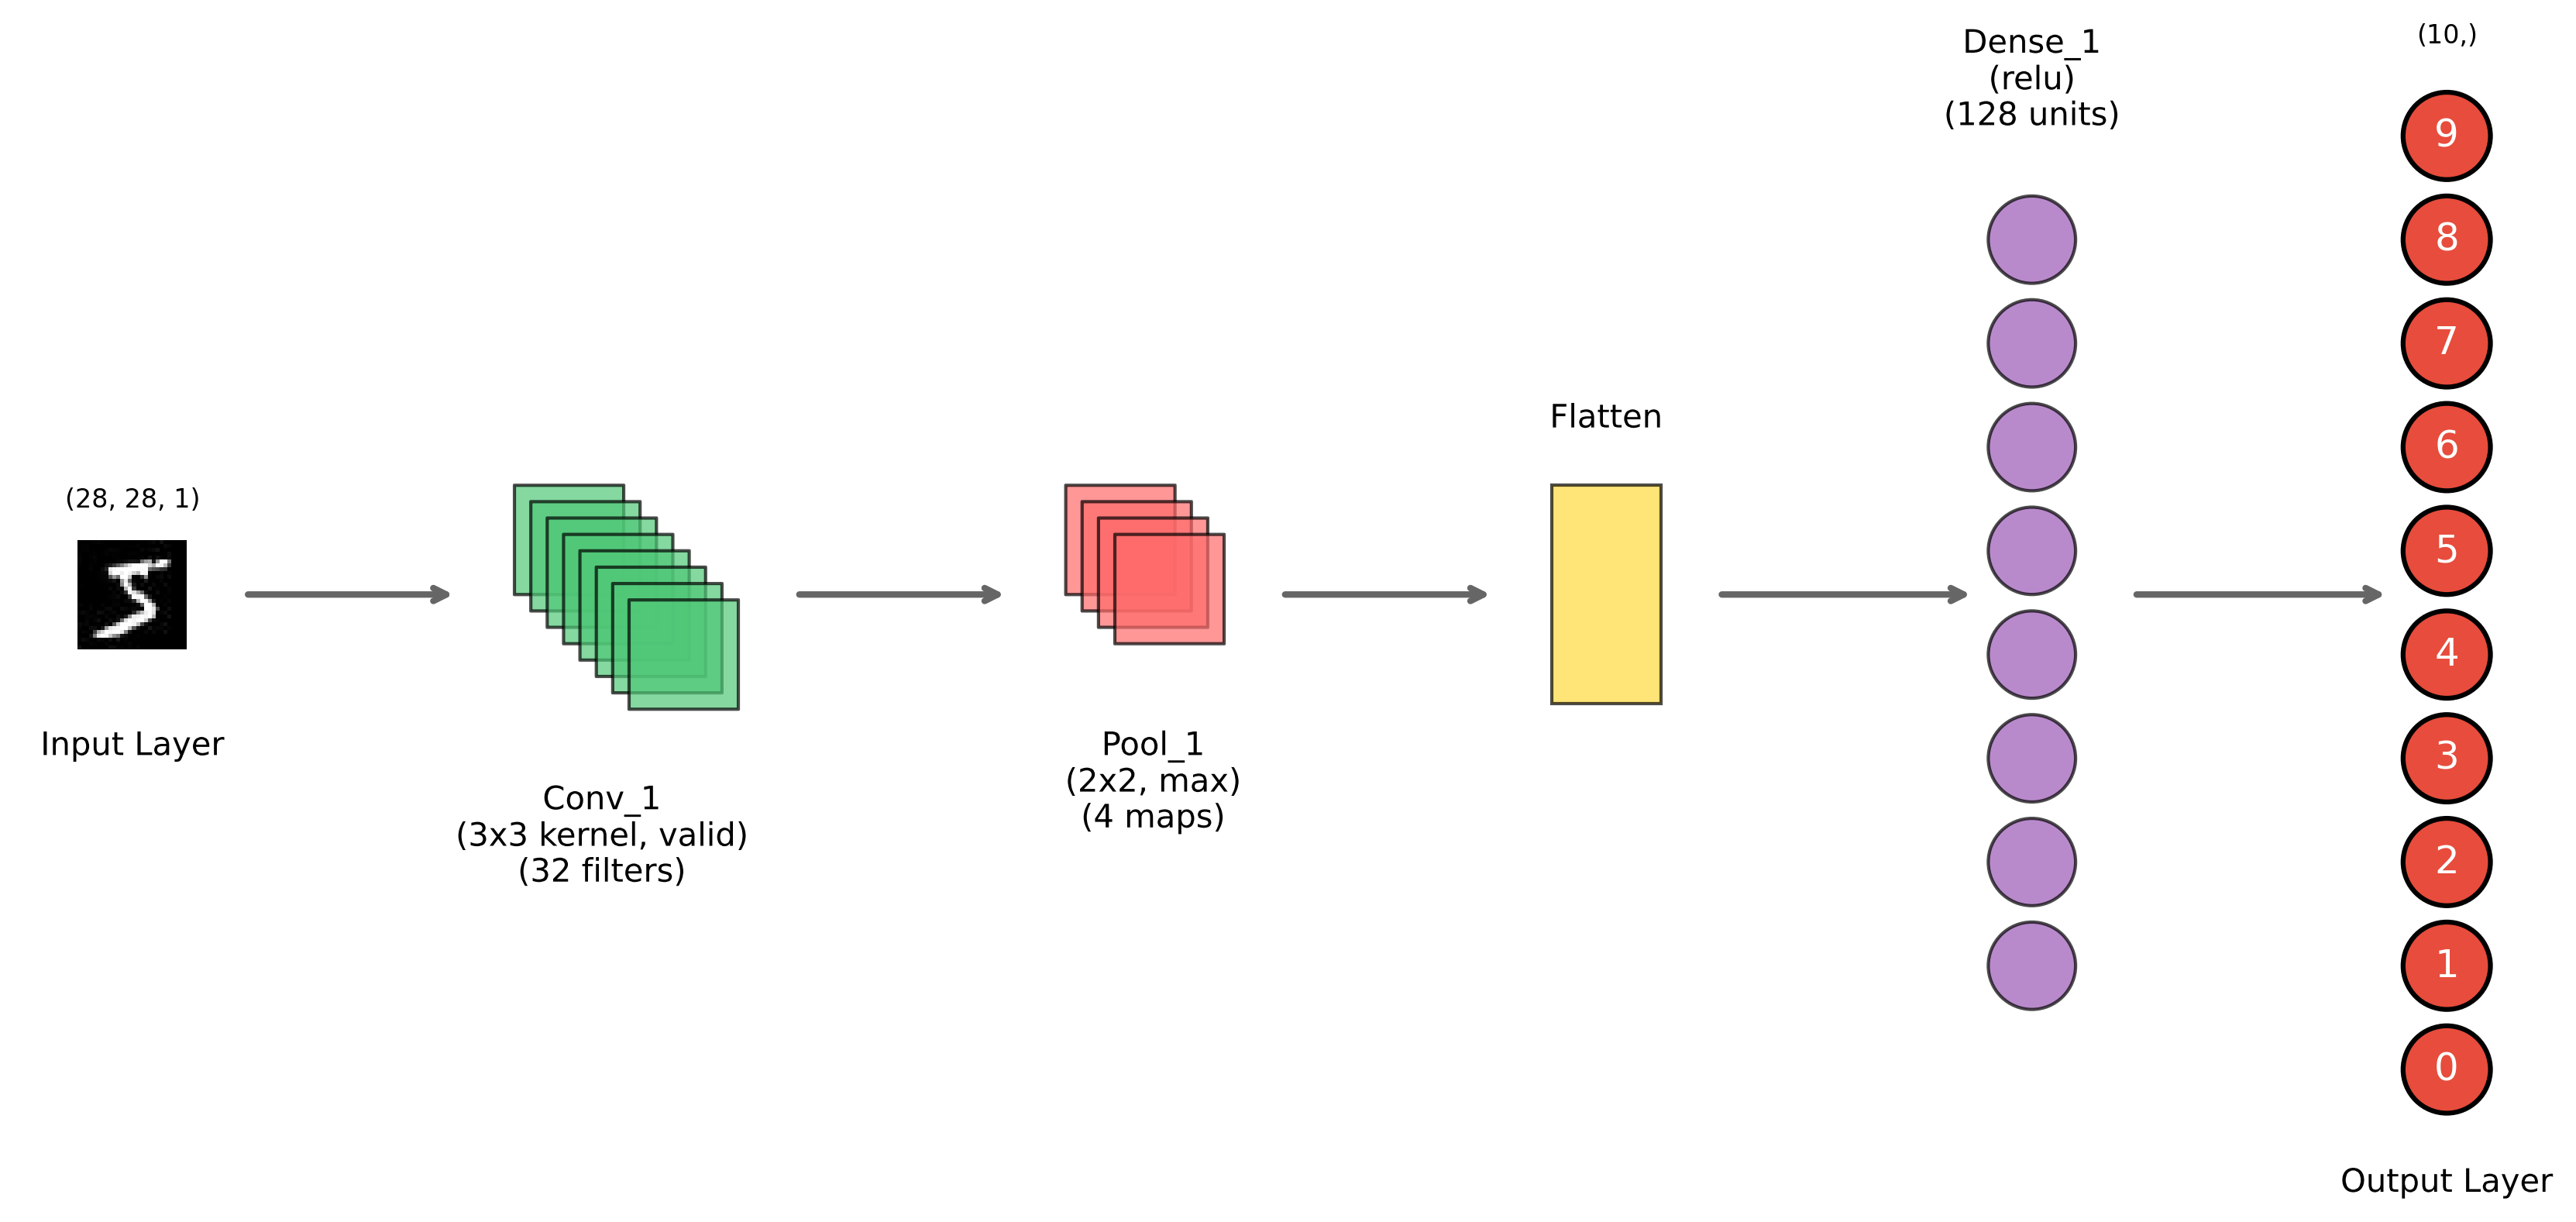 (28, 28, 1)
Input Layer
Conv_1
(3x3 kernel, valid)
(32 filters)
Pool_1
(2x2, max)
(4 maps)
Flatten
Dense_1
(relu)
(128 units)
(10,)
9
8
7
6
5
4
3
2
1
0
Output Layer